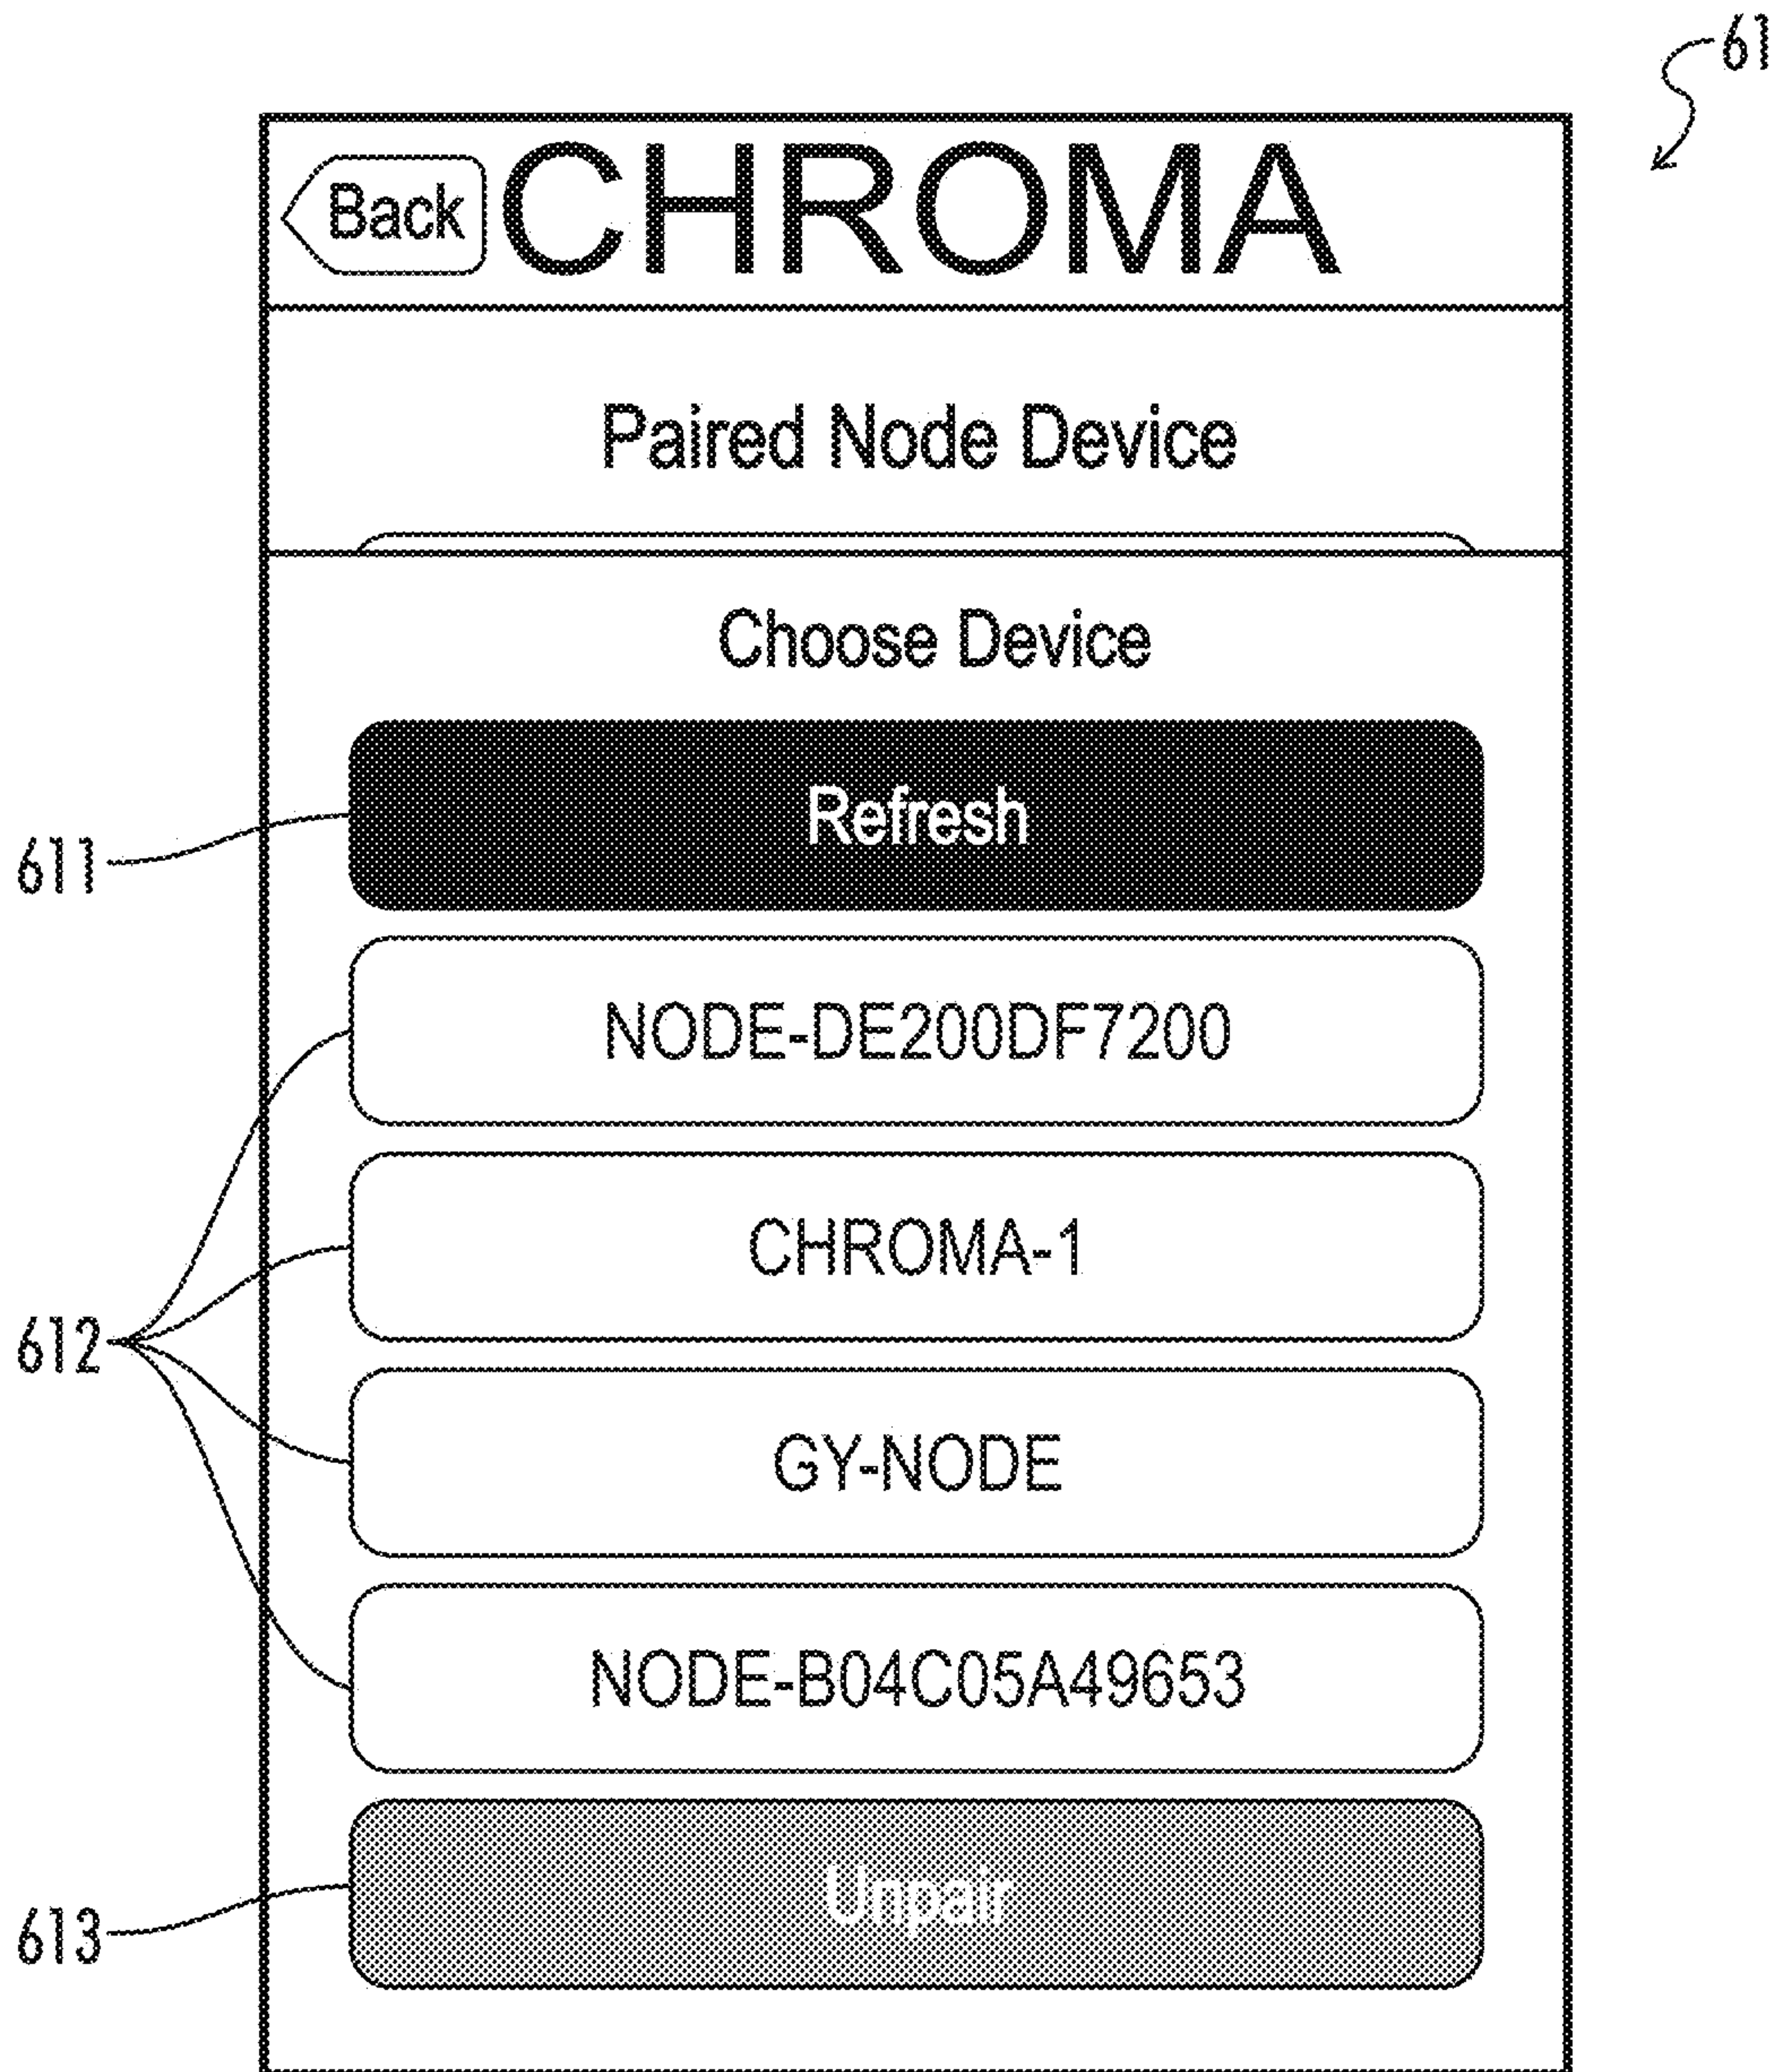 61
Back CHROMA
Paired Node Device
Choose Device
Refresh
611
NODE-DE200DF7200
CHROMA-1
612
GY-NODE
NODE-B04C05A49653
Unpair
613